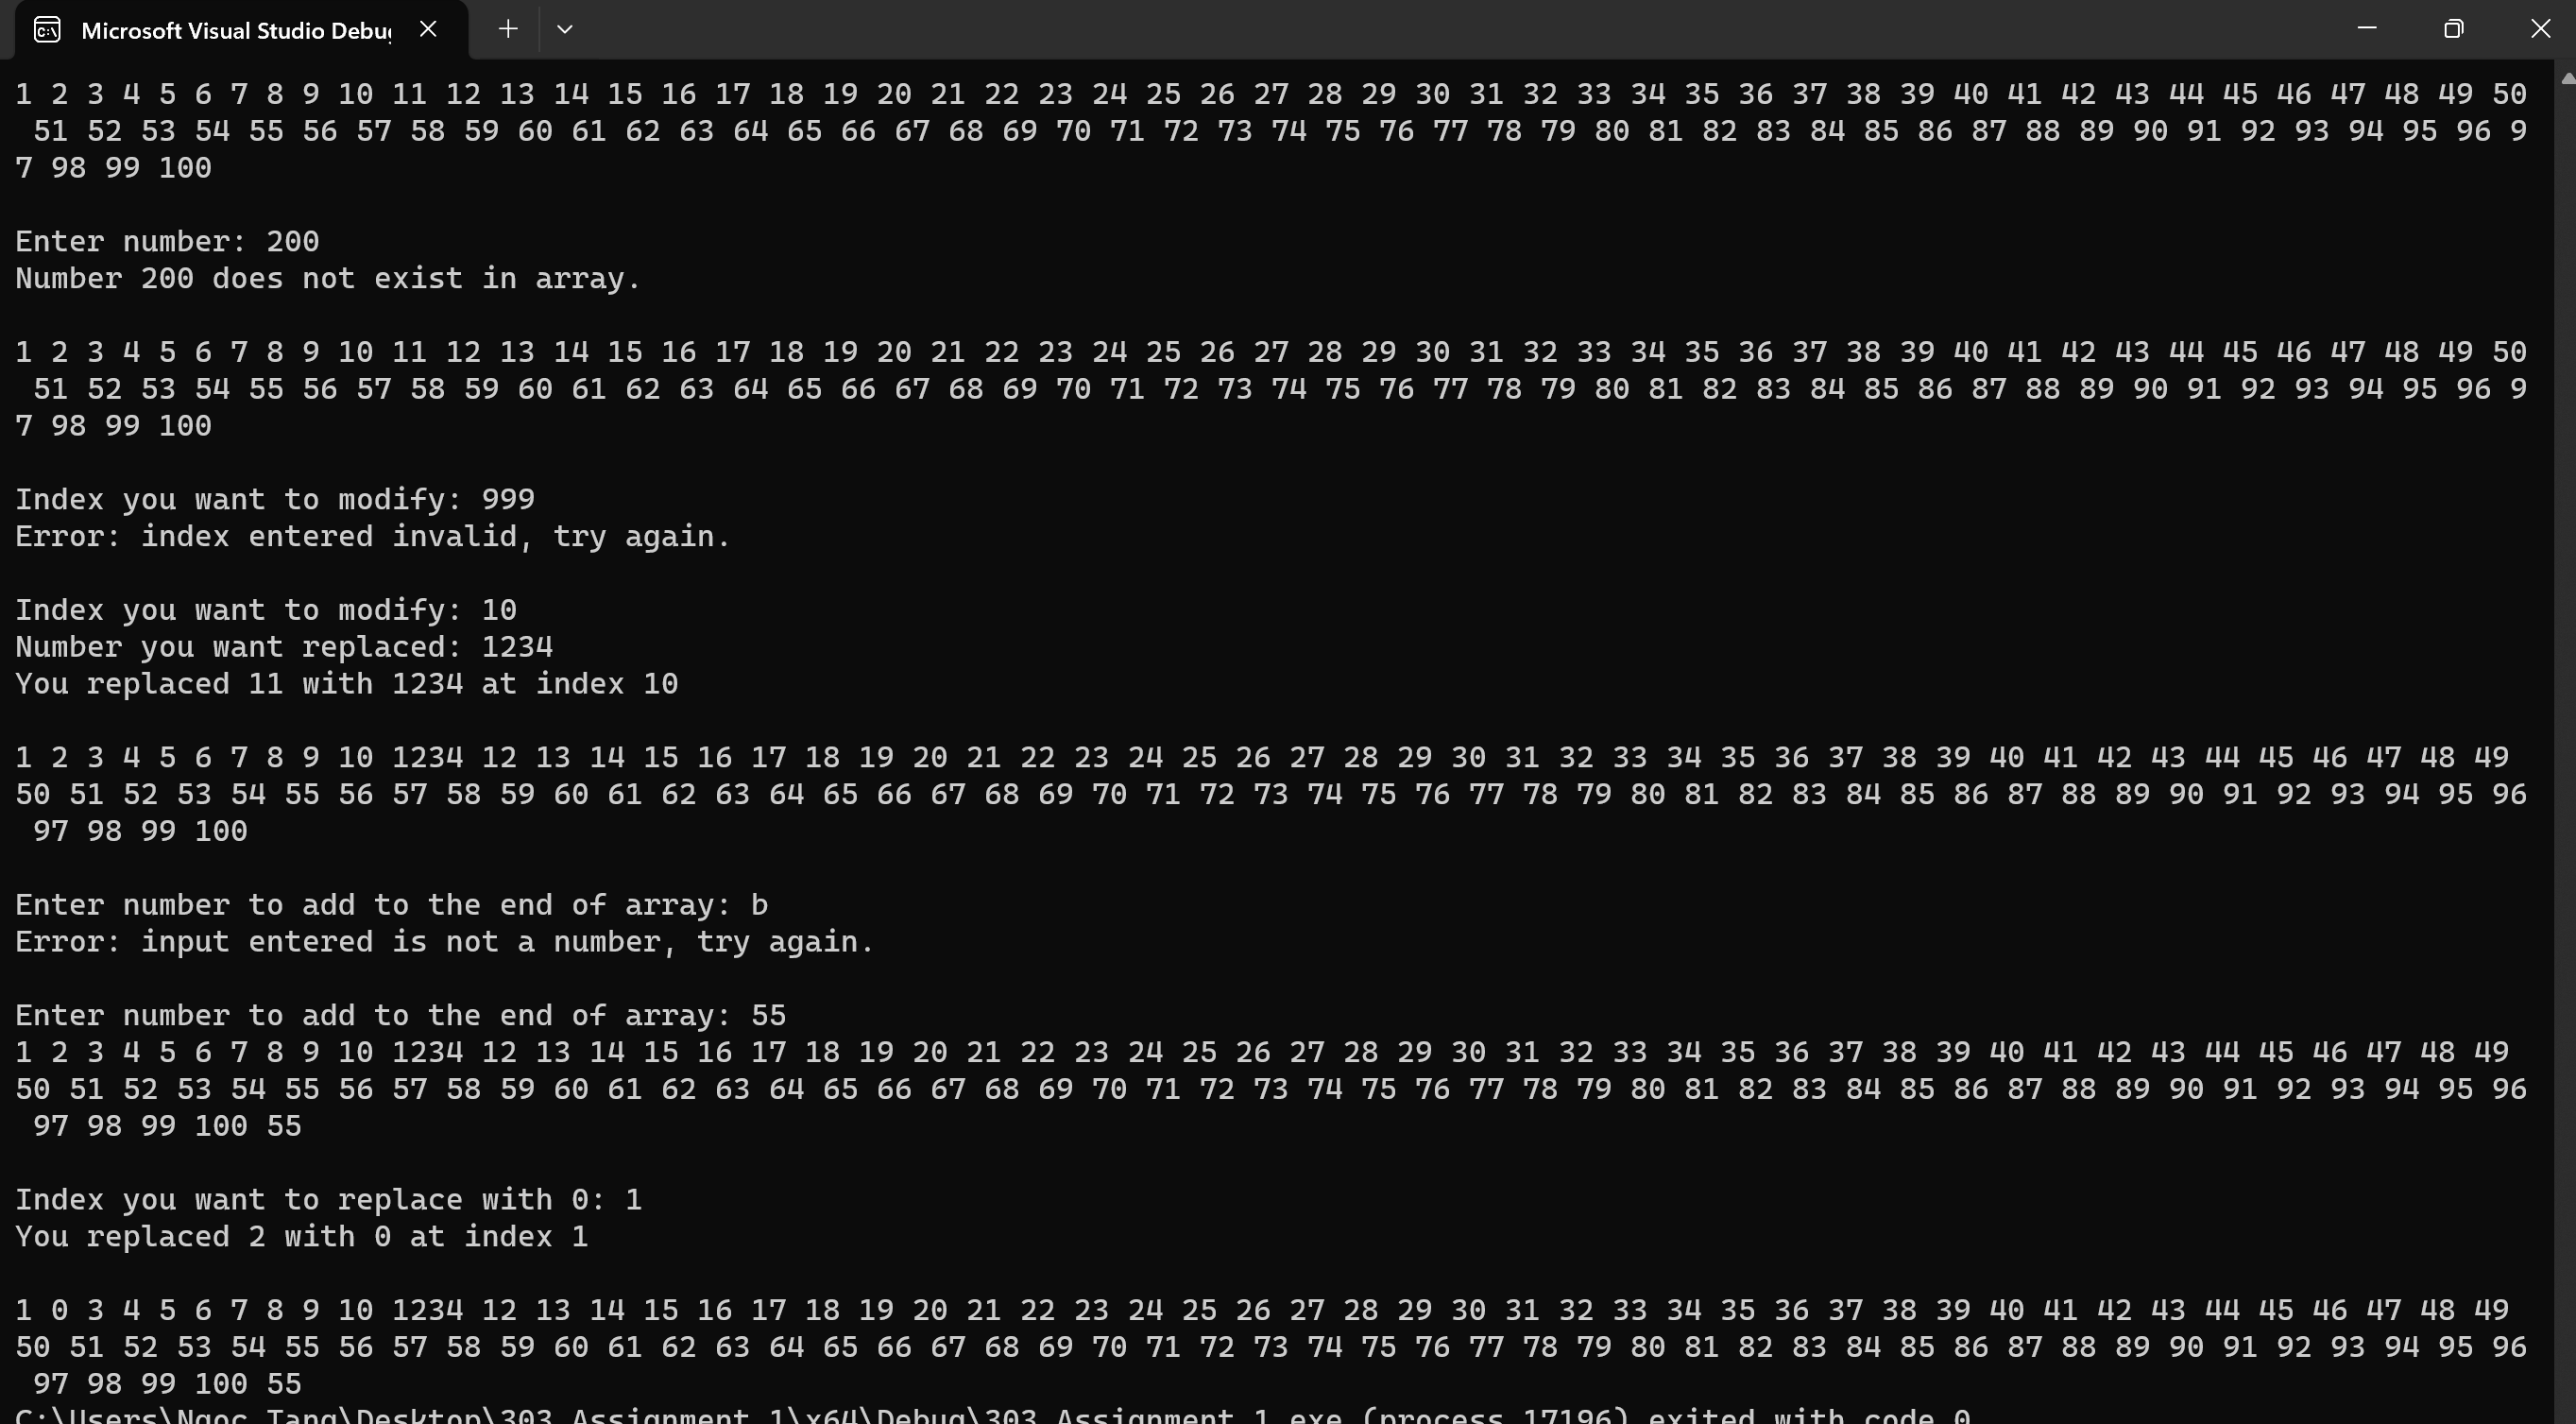 Microsoft Visual Studio Debu
1 2 3 4 5 6 7 8 9 10 11 12 13 14 15 16 17 18 19 20 21 22 23 24 25 26 27 28 29 30 31 32 33 34 35 36 37 38 39 40 41 42 43 44 45 46 47 48 49 50
51 52 53 54 55 56 57 58 59 60 61 62 63 64 65 66 67 68 69 70 71 72 73 74 75 76 77 78 79 80 81 82 83 84 85 86 87 88 89 90 91 92 93 94 95 96 9
7 98 99 100
Enter number: 200
Number 200 does not exist in array.
1 2 3 4 5 6 7 8 9 10 11 12 13 14 15 16 17 18 19 20 21 22 23 24 25 26 27 28 29 30 31 32 33 34 35 36 37 38 39 40 41 42 43 44 45 46 47 48 49 50
51 52 53 54 55 56 57 58 59 60 61 62 63 64 65 66 67 68 69 70 71 72 73 74 75 76 77 78 79 80 81 82 83 84 85 86 87 88 89 90 91 92 93 94 95 96 9
7 98 99 100
Index you want to modify: 999
Error: index entered invalid, try again.
Index you want to modify: 10
Number you want replaced: 1234
You replaced 11 with 1234 at index 10
1 2 3 4 5 6 7 8 9 10 1234 12 13 14 15 16 17 18 19 20 21 22 23 24 25 26 27 28 29 30 31 32 33 34 35 36 37 38 39 40 41 42 43 44 45 46 47 48 49
50 51 52 53 54 55 56 57 58 59 60 61 62 63 64 65 66 67 68 69 70 71 72 73 74 75 76 77 78 79 80 81 82 83 84 85 86 87 88 89 90 91 92 93 94 95 96
97 98 99 100
Enter number to add to the end of array: b
Error: input entered is not a number, try again.
Enter number to add to the end of array: 55
1 2 3 4 5 6 7 8 9 10 1234 12 13 14 15 16 17 18 19 20 21 22 23 24 25 26 27 28 29 30 31 32 33 34 35 36 37 38 39 40 41 42 43 44 45 46 47 48 49
50 51 52 53 54 55 56 57 58 59 60 61 62 63 64 65 66 67 68 69 70 71 72 73 74 75 76 77 78 79 80 81 82 83 84 85 86 87 88 89 90 91 92 93 94 95 96
97 98 99 100 55
Index you want to replace with 0: 1
You replaced 2 with 0 at index 1
1 0 3 4 5 6 7 8 9 10 1234 12 13 14 15 16 17 18 19 20 21 22 23 24 25 26 27 28 29 30 31 32 33 34 35 36 37 38 39 40 41 42 43 44 45 46 47 48 49
50 51 52 53 54 55 56 57 58 59 60 61 62 63 64 65 66 67 68 69 70 71 72 73 74 75 76 77 78 79 80 81 82 83 84 85 86 87 88 89 90 91 92 93 94 95 96
97 98 99 100 55
C:\Users\Ngoc Tang\Desktop\303 Assignment 1\x64\Debug\303 Assignment 1.exe (process 17196) exited with code 0